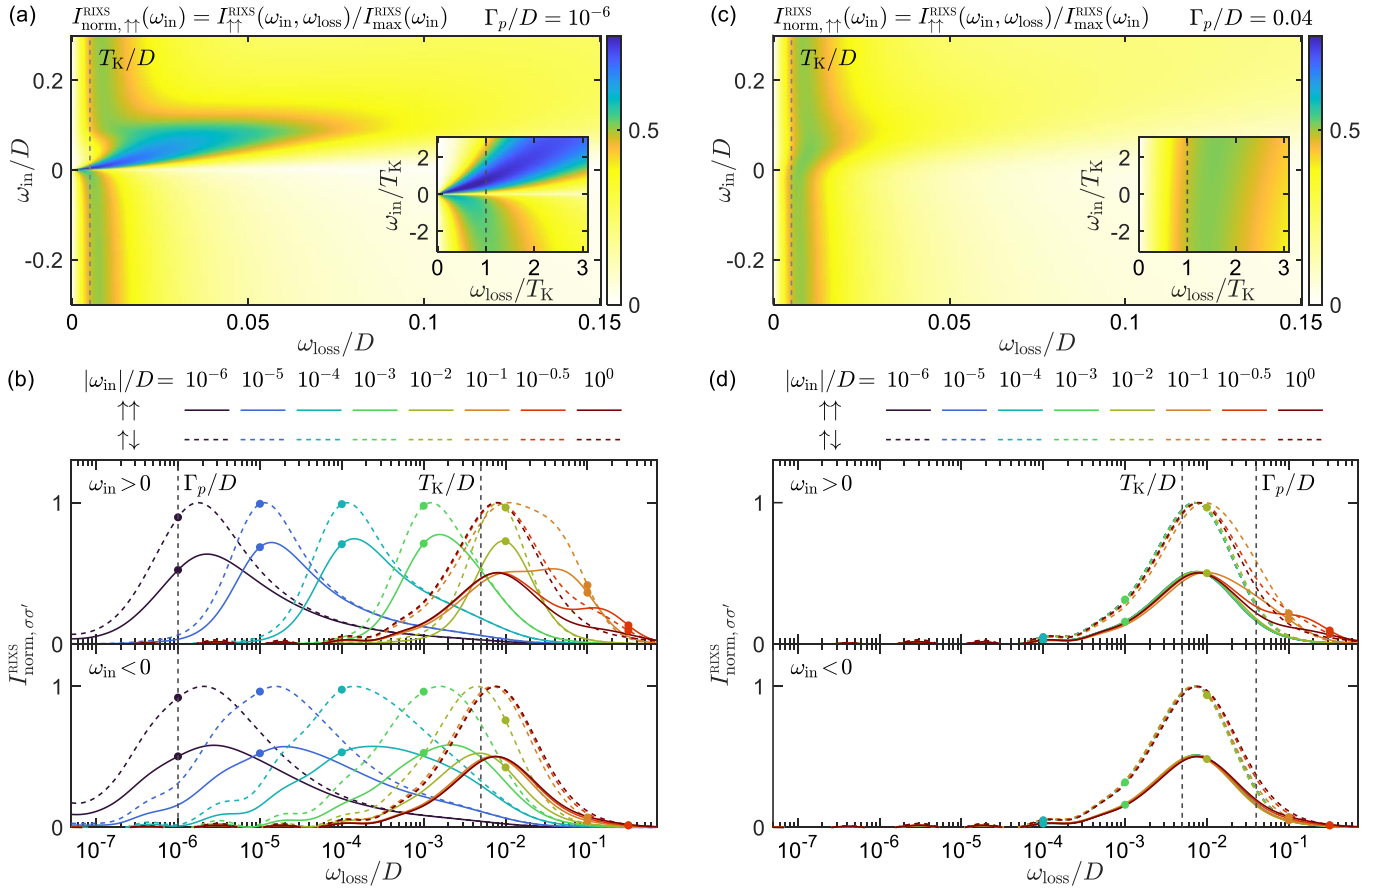 (a) I^RIXS_norm,↑↑(ω_in) = I^RIXS_↑↑(ω_in, ω_loss)/I^RIXS_max(ω_in) Γ_p/D = 10^-6
T_K/D
0.2
0
-0.2
ω_in/D
0 0.05 0.1 0.15
ω_loss/D
2
0
-2
ω_in/T_K
0 1 2 3
ω_loss/T_K
0.5
0
(c) I^RIXS_norm,↑↑(ω_in) = I^RIXS_↑↑(ω_in, ω_loss)/I^RIXS_max(ω_in) Γ_p/D = 0.04
T_K/D
0.2
0
-0.2
ω_in/D
0 0.05 0.1 0.15
ω_loss/D
2
0
-2
ω_in/T_K
0 1 2 3
ω_loss/T_K
0.5
0
(b) |ω_in|/D = 10^-6 10^-5 10^-4 10^-3 10^-2 10^-1 10^-0.5 10^0
↑↑
↑↓
ω_in > 0 Γ_p/D T_K/D
1
0
ω_in < 0
1
0
I^RIXS_norm, σσ′
10^-7 10^-6 10^-5 10^-4 10^-3 10^-2 10^-1
ω_loss/D
(d) |ω_in|/D = 10^-6 10^-5 10^-4 10^-3 10^-2 10^-1 10^-0.5 10^0
↑↑
↑↓
ω_in > 0 T_K/D Γ_p/D
1
0
ω_in < 0
1
0
I^RIXS_norm, σσ′
10^-7 10^-6 10^-5 10^-4 10^-3 10^-2 10^-1
ω_loss/D